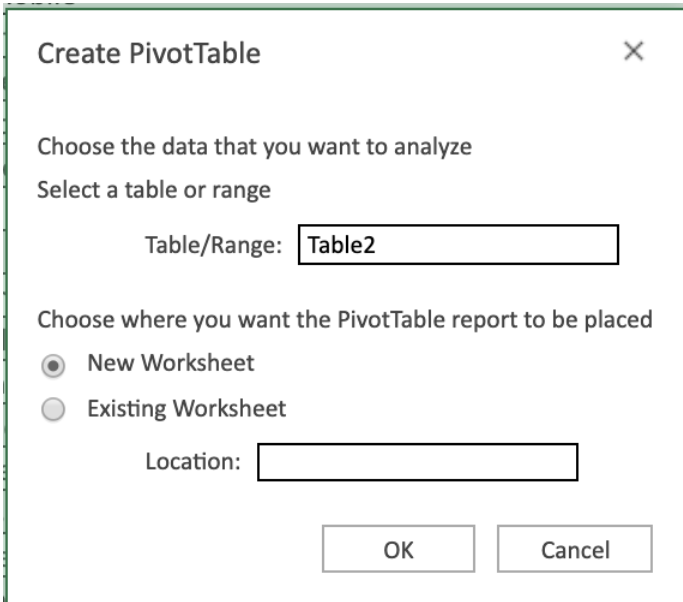 Create PivotTable
Choose the data that you want to analyze
Select a table or range
Table/Range: Table2
Choose where you want the PivotTable report to be placed
New Worksheet
Existing Worksheet
Location:
OK Cancel